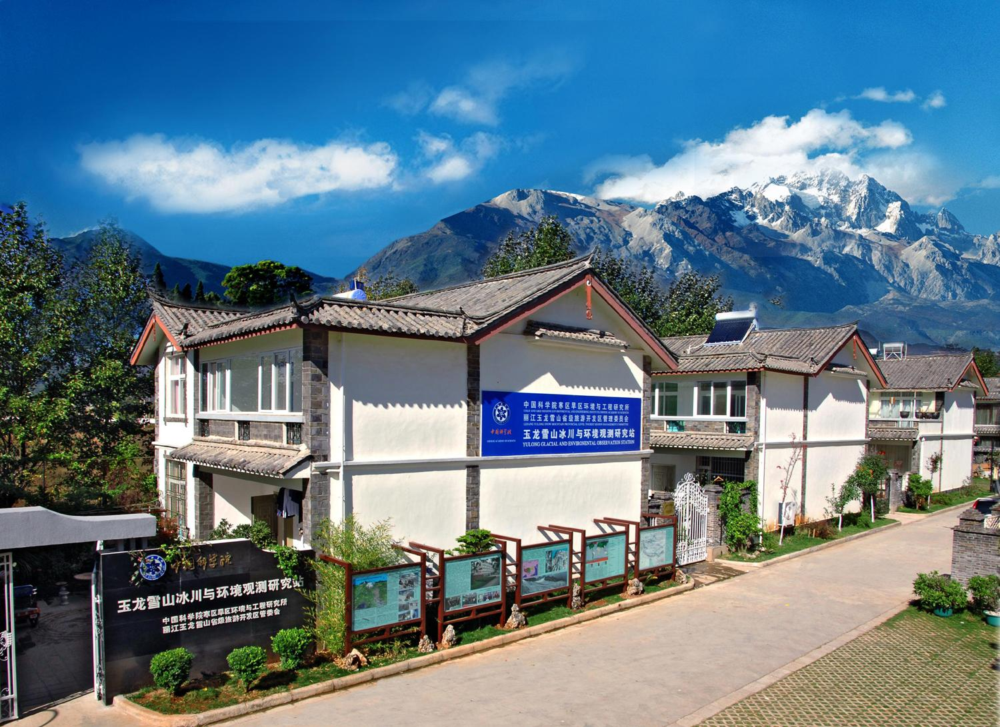 中国科学院寒区旱区环境与工程研究所
COLD AND ARID REGIONS ENVIRONMENTAL AND ENGINEERING INSTITUTE, CHINESE ACADEMY OF SCIENCES
丽江玉龙雪山省级旅游开发区管理委员会
LIJIANG YULONG SNOW MOUNTAIN PROVINCIAL LEVEL TOURIST REGION MANAGEMENT COMMITTEE
玉龙雪山冰川与环境观测研究站
YULONG GLACIAL AND ENVIRONENTAL OBSERVATION STATION
中国科学院
CHINESE ACADEMY OF SCIENCES
中国科学院
玉龙雪山冰川与环境观测研究站
中国科学院寒区旱区环境与工程研究所
丽江玉龙雪山省级旅游开发区管委会